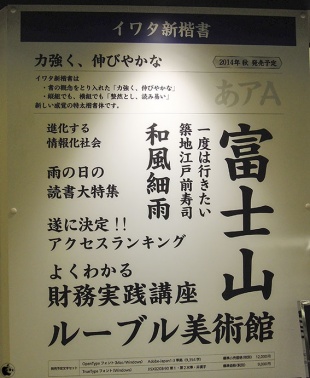 イワタ新楷書
力強く、伸びやかな
2014年 秋 発売予定
イワタ新楷書は
・書の概念をとり入れた「力強く、伸びやかな」
・縦組でも、横組でも「整然とし、読み易い」
新しい感覚の特太楷書体です。
あアA
富士山
一度は行きたい
築地江戸前寿司
和風細雨
進化する
情報化社会
雨の日の
読書大特集
遂に決定!!
アクセスランキング
よくわかる
財務実践講座
ルーブル美術館